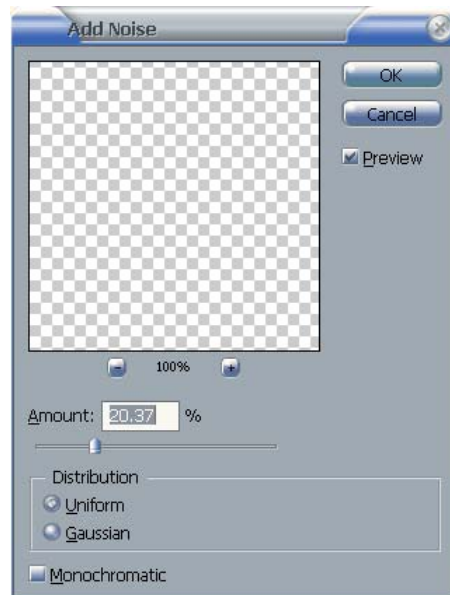 Add Noise
OK
Cancel
Preview
100%
Amount: 20.37 %
Distribution
Uniform
Gaussian
Monochromatic